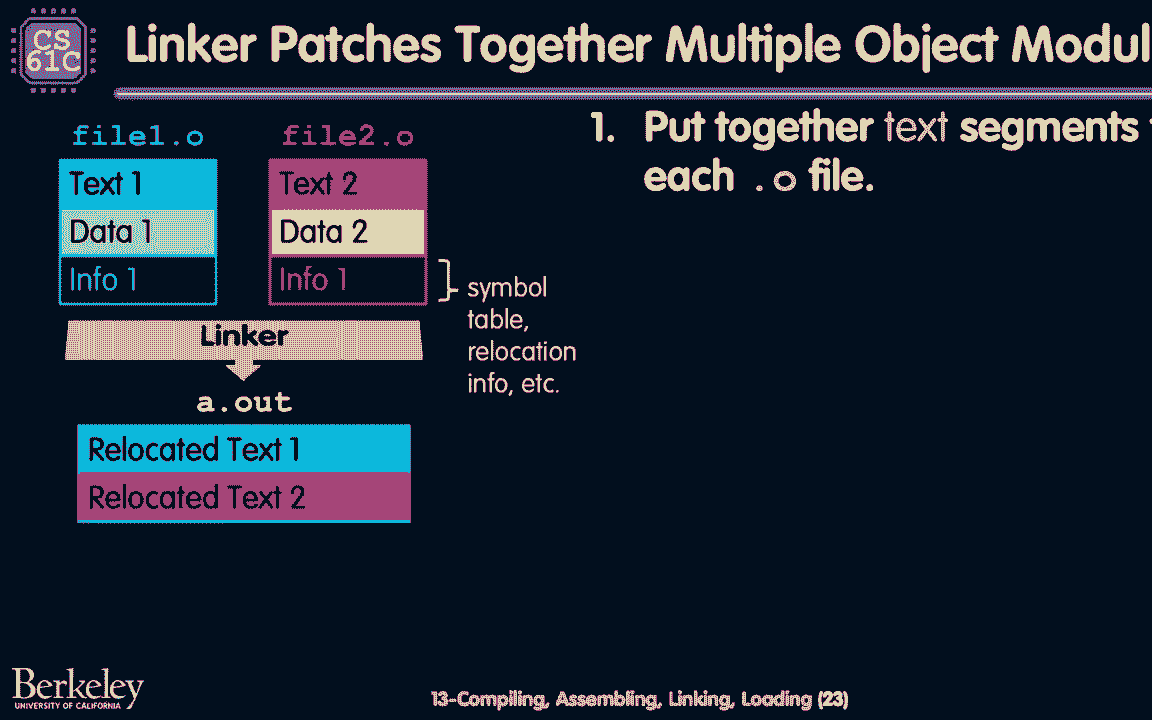 CS
61C
Linker Patches Together Multiple Object Modul
file1.o
file2.o
Text 1
Text 2
Data 1
Data 2
Info 1
Info 1
symbol
table,
relocation
info, etc.
Linker
a.out
Relocated Text 1
Relocated Text 2
1. Put together text segments
each .o file.
Berkeley
UNIVERSITY OF CALIFORNIA
13-Compiling, Assembling, Linking, Loading (23)